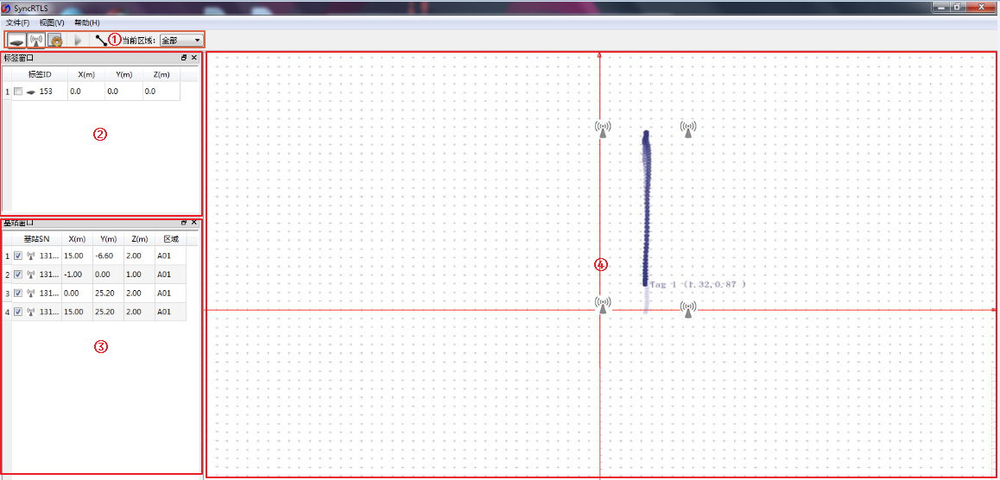 SyncRTLS
文件(F) 视图(V) 帮助(H)
① 当前区域: 全部
标签窗口
标签ID X(m) Y(m) Z(m)
1 153 0.0 0.0 0.0
②
基站窗口
基站SN X(m) Y(m) Z(m) 区域
1 131... 15.00 -6.60 2.00 A01
2 131... -1.00 0.00 1.00 A01
3 131... 0.00 25.20 2.00 A01
4 131... 15.00 25.20 2.00 A01
③
④
Tag 1 (1.32,0.87 )